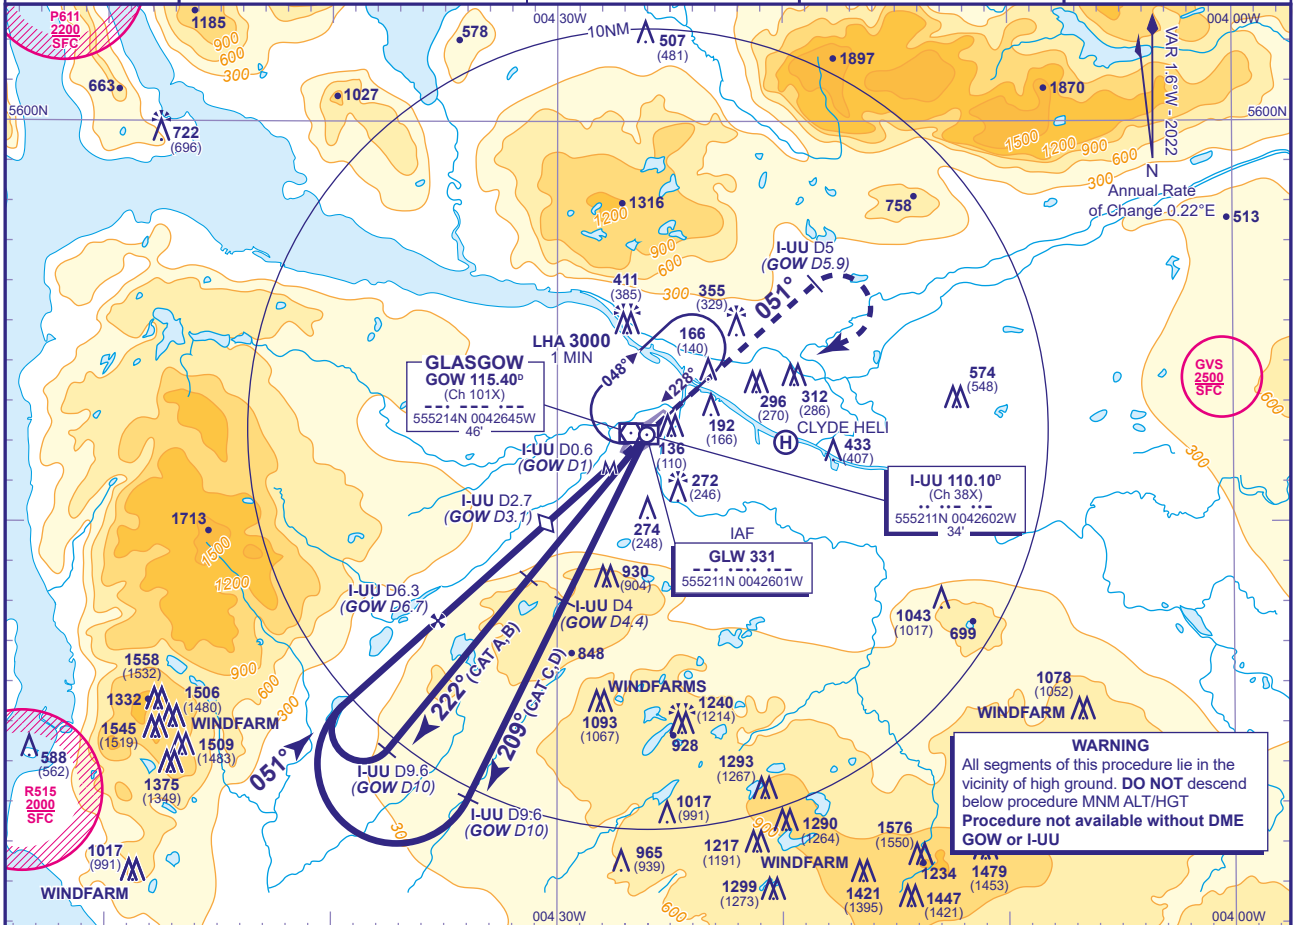 P611
2200
SFC
1185
900
600
300
663
722
(696)
1027
578
004 30W
10NM
507
(481)
1897
1870
1500
1200
900
600
300
004 00W
VAR 1.6°W - 2022
N
Annual Rate
of Change 0.22°E
5600N
5600N
513
758
1316
1200
900
600
300
I-UU D5
(GOW D5.9)
051°
411
(385)
355
(329)
LHA 3000
1 MIN
166
(140)
048°
228°
GLASGOW
GOW 115.40D
(Ch 101X)
555214N 0042645W
46'
296
(270)
312
(286)
192
(166)
CLYDE HELI
H
433
(407)
574
(548)
GVS
2500
SFC
600
300
136
(110)
272
(246)
274
(248)
I-UU D0.6
(GOW D1)
I-UU D2.7
(GOW D3.1)
I-UU 110.10D
(Ch 38X)
555211N 0042602W
34'
IAF
GLW 331
555211N 0042601W
1713
1500
1200
900
600
300
I-UU D6.3
(GOW D6.7)
930
(904)
I-UU D4
(GOW D4.4)
848
1043
(1017)
699
222° (CAT A,B)
209° (CAT C,D)
051°
1558
(1532)
1332
1506
(1480)
WINDFARM
1545
(1519)
1509
(1483)
1375
(1349)
588
(562)
R515
2000
SFC
1017
(991)
WINDFARM
I-UU D9.6
(GOW D10)
I-UU D9.6
(GOW D10)
300
WINDFARMS
1093
(1067)
1240
(1214)
928
1293
(1267)
1017
(991)
965
(939)
900
1290
(1264)
1217
(1191)
WINDFARM
1299
(1273)
1576
(1550)
1234
1421
(1395)
1447
(1421)
1479
(1453)
1078
(1052)
WINDFARM
WARNING
All segments of this procedure lie in the
vicinity of high ground. DO NOT descend
below procedure MNM ALT/HGT
Procedure not available without DME
GOW or I-UU
600
004 30W
004 00W